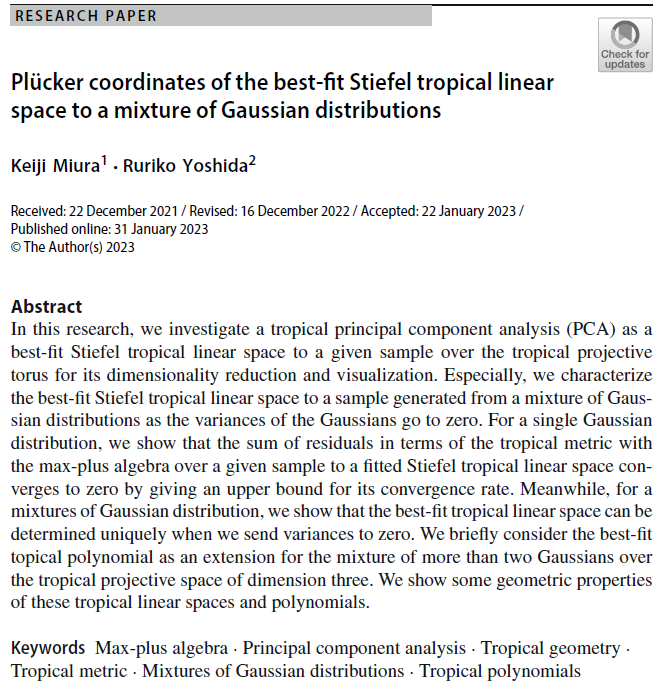 RESEARCH PAPER
Check for
updates
Plücker coordinates of the best-fit Stiefel tropical linear
space to a mixture of Gaussian distributions
Keiji Miura1 · Ruriko Yoshida2
Received: 22 December 2021 / Revised: 16 December 2022 / Accepted: 22 January 2023 /
Published online: 31 January 2023
© The Author(s) 2023
Abstract
In this research, we investigate a tropical principal component analysis (PCA) as a
best-fit Stiefel tropical linear space to a given sample over the tropical projective
torus for its dimensionality reduction and visualization. Especially, we characterize
the best-fit Stiefel tropical linear space to a sample generated from a mixture of Gaus-
sian distributions as the variances of the Gaussians go to zero. For a single Gaussian
distribution, we show that the sum of residuals in terms of the tropical metric with
the max-plus algebra over a given sample to a fitted Stiefel tropical linear space con-
verges to zero by giving an upper bound for its convergence rate. Meanwhile, for a
mixtures of Gaussian distribution, we show that the best-fit tropical linear space can be
determined uniquely when we send variances to zero. We briefly consider the best-fit
topical polynomial as an extension for the mixture of more than two Gaussians over
the tropical projective space of dimension three. We show some geometric properties
of these tropical linear spaces and polynomials.
Keywords Max-plus algebra · Principal component analysis · Tropical geometry ·
Tropical metric · Mixtures of Gaussian distributions · Tropical polynomials